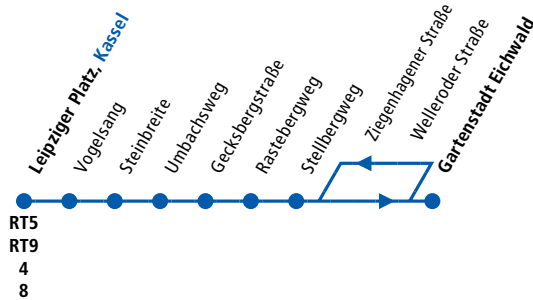 Leipziger Platz, Kassel
Vogelsang
Steinbreite
Umbachsweg
Gecksbergstraße
Rastebergweg
Stellbergweg
Ziegenhagener Straße
Welleroder Straße
Gartenstadt Eichwald
RT5
RT9
4
8